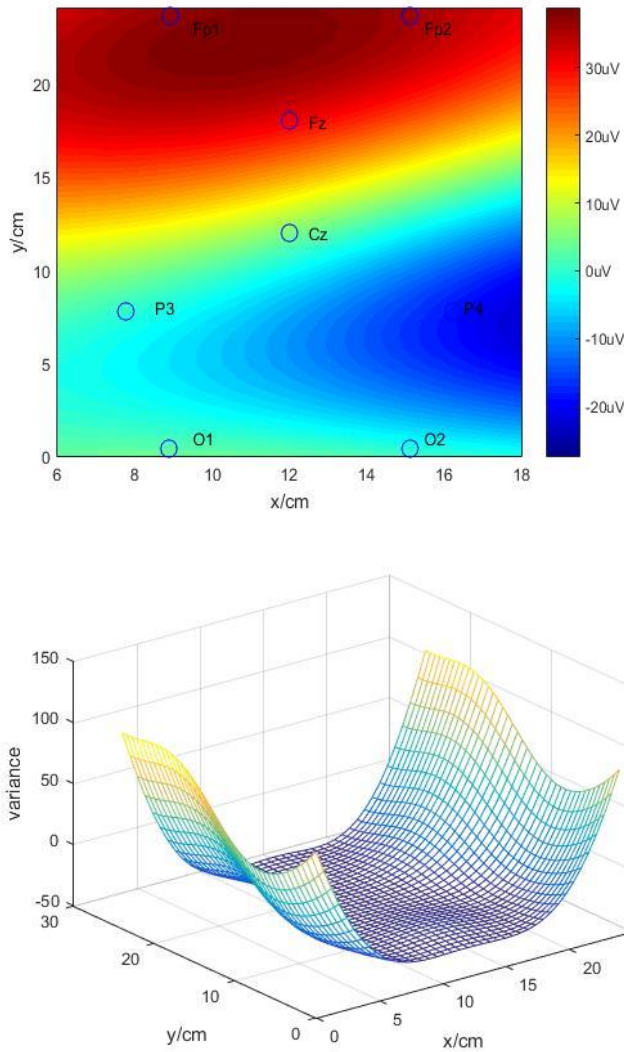 Fp1 Fp2
20 30uV
Fz 20uV
15
Cz 10uV
10
P3 P4 0uV
5 -10uV
O1 O2 -20uV
0
6 8 10 12 14 16 18
y/cm
x/cm
150
100
50
0
-50
variance
30
20
10
0
y/cm
0 5 10 15 20
x/cm